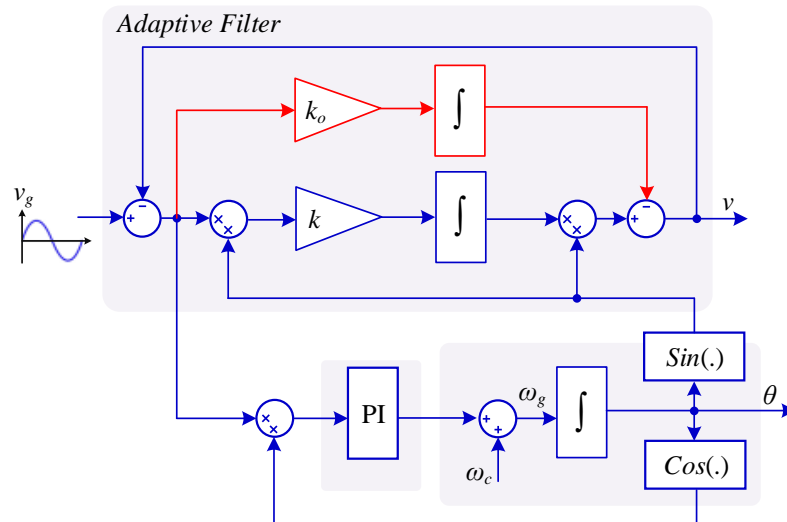 Adaptive Filter
k_o
∫
v_g
+
−
×
×
k
∫
×
×
+
−
v
Sin(.)
×
×
PI
+
+
ω_g
∫
θ
ω_c
Cos(.)